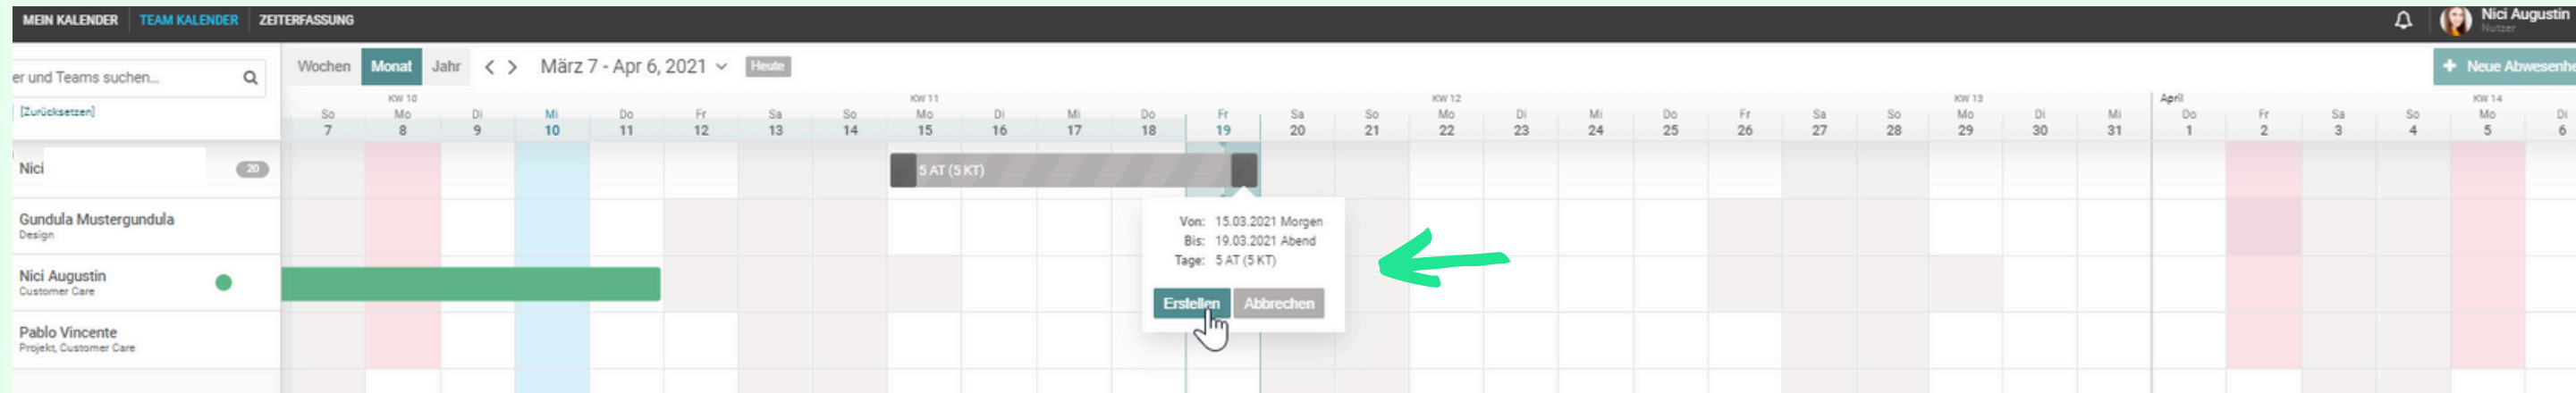 MEIN KALENDER TEAM KALENDER ZEITERFASSUNG
Nici Augustin
Nutzer
er und Teams suchen...
[Zurücksetzen]
Wochen Monat Jahr < > März 7 - Apr 6, 2021 Heute
+ Neue Abwesenhe
KW 10 KW 11 KW 12 KW 13 April KW 14
So Mo Di Mi Do Fr Sa So Mo Di Mi Do Fr Sa So Mo Di Mi Do Fr Sa So Mo Di Mi Do Fr Sa So Mo Di
7 8 9 10 11 12 13 14 15 16 17 18 19 20 21 22 23 24 25 26 27 28 29 30 31 1 2 3 4 5 6
Nici 20
5 AT (5 KT)
Gundula Mustergundula
Design
Nici Augustin
Customer Care
Pablo Vincente
Projekt, Customer Care
Von: 15.03.2021 Morgen
Bis: 19.03.2021 Abend
Tage: 5 AT (5 KT)
Erstellen Abbrechen